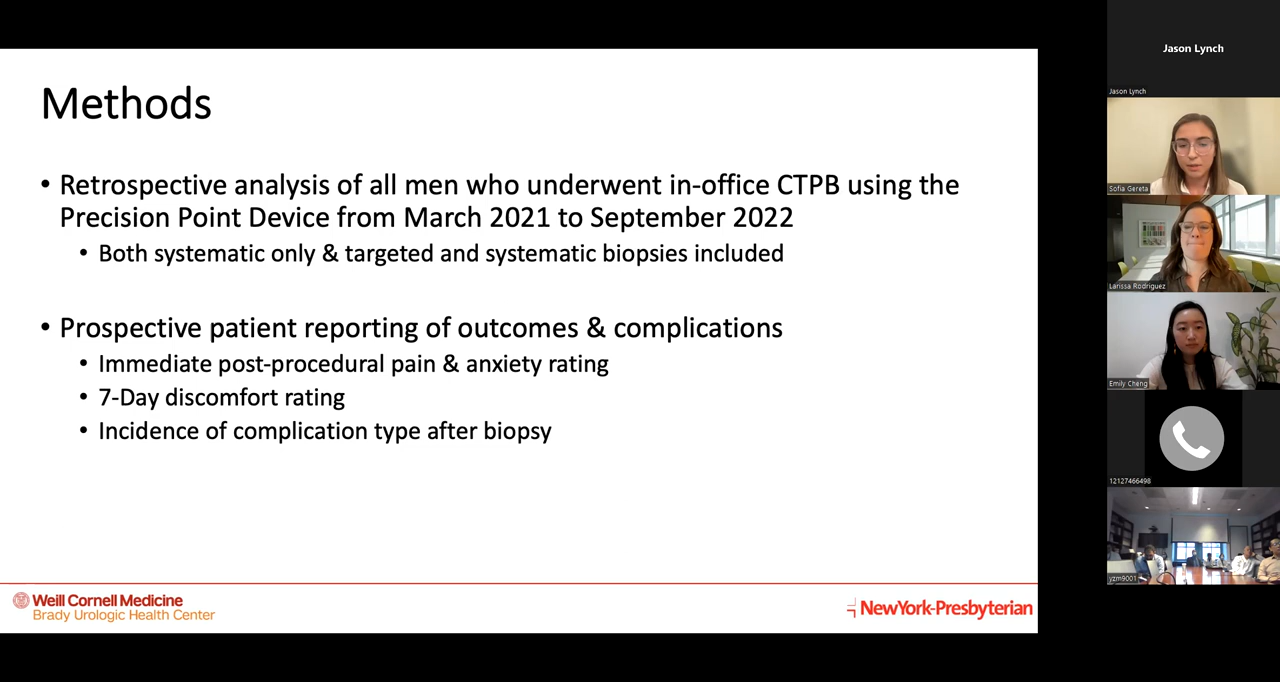 Methods
• Retrospective analysis of all men who underwent in-office CTPB using the
Precision Point Device from March 2021 to September 2022
• Both systematic only & targeted and systematic biopsies included
• Prospective patient reporting of outcomes & complications
• Immediate post-procedural pain & anxiety rating
• 7-Day discomfort rating
• Incidence of complication type after biopsy
Weill Cornell Medicine
Brady Urologic Health Center
NewYork-Presbyterian
Jason Lynch
Jason Lynch
Sofia Gereta
Larissa Rodriguez
Emily Cheng
12127466498
yzm9001